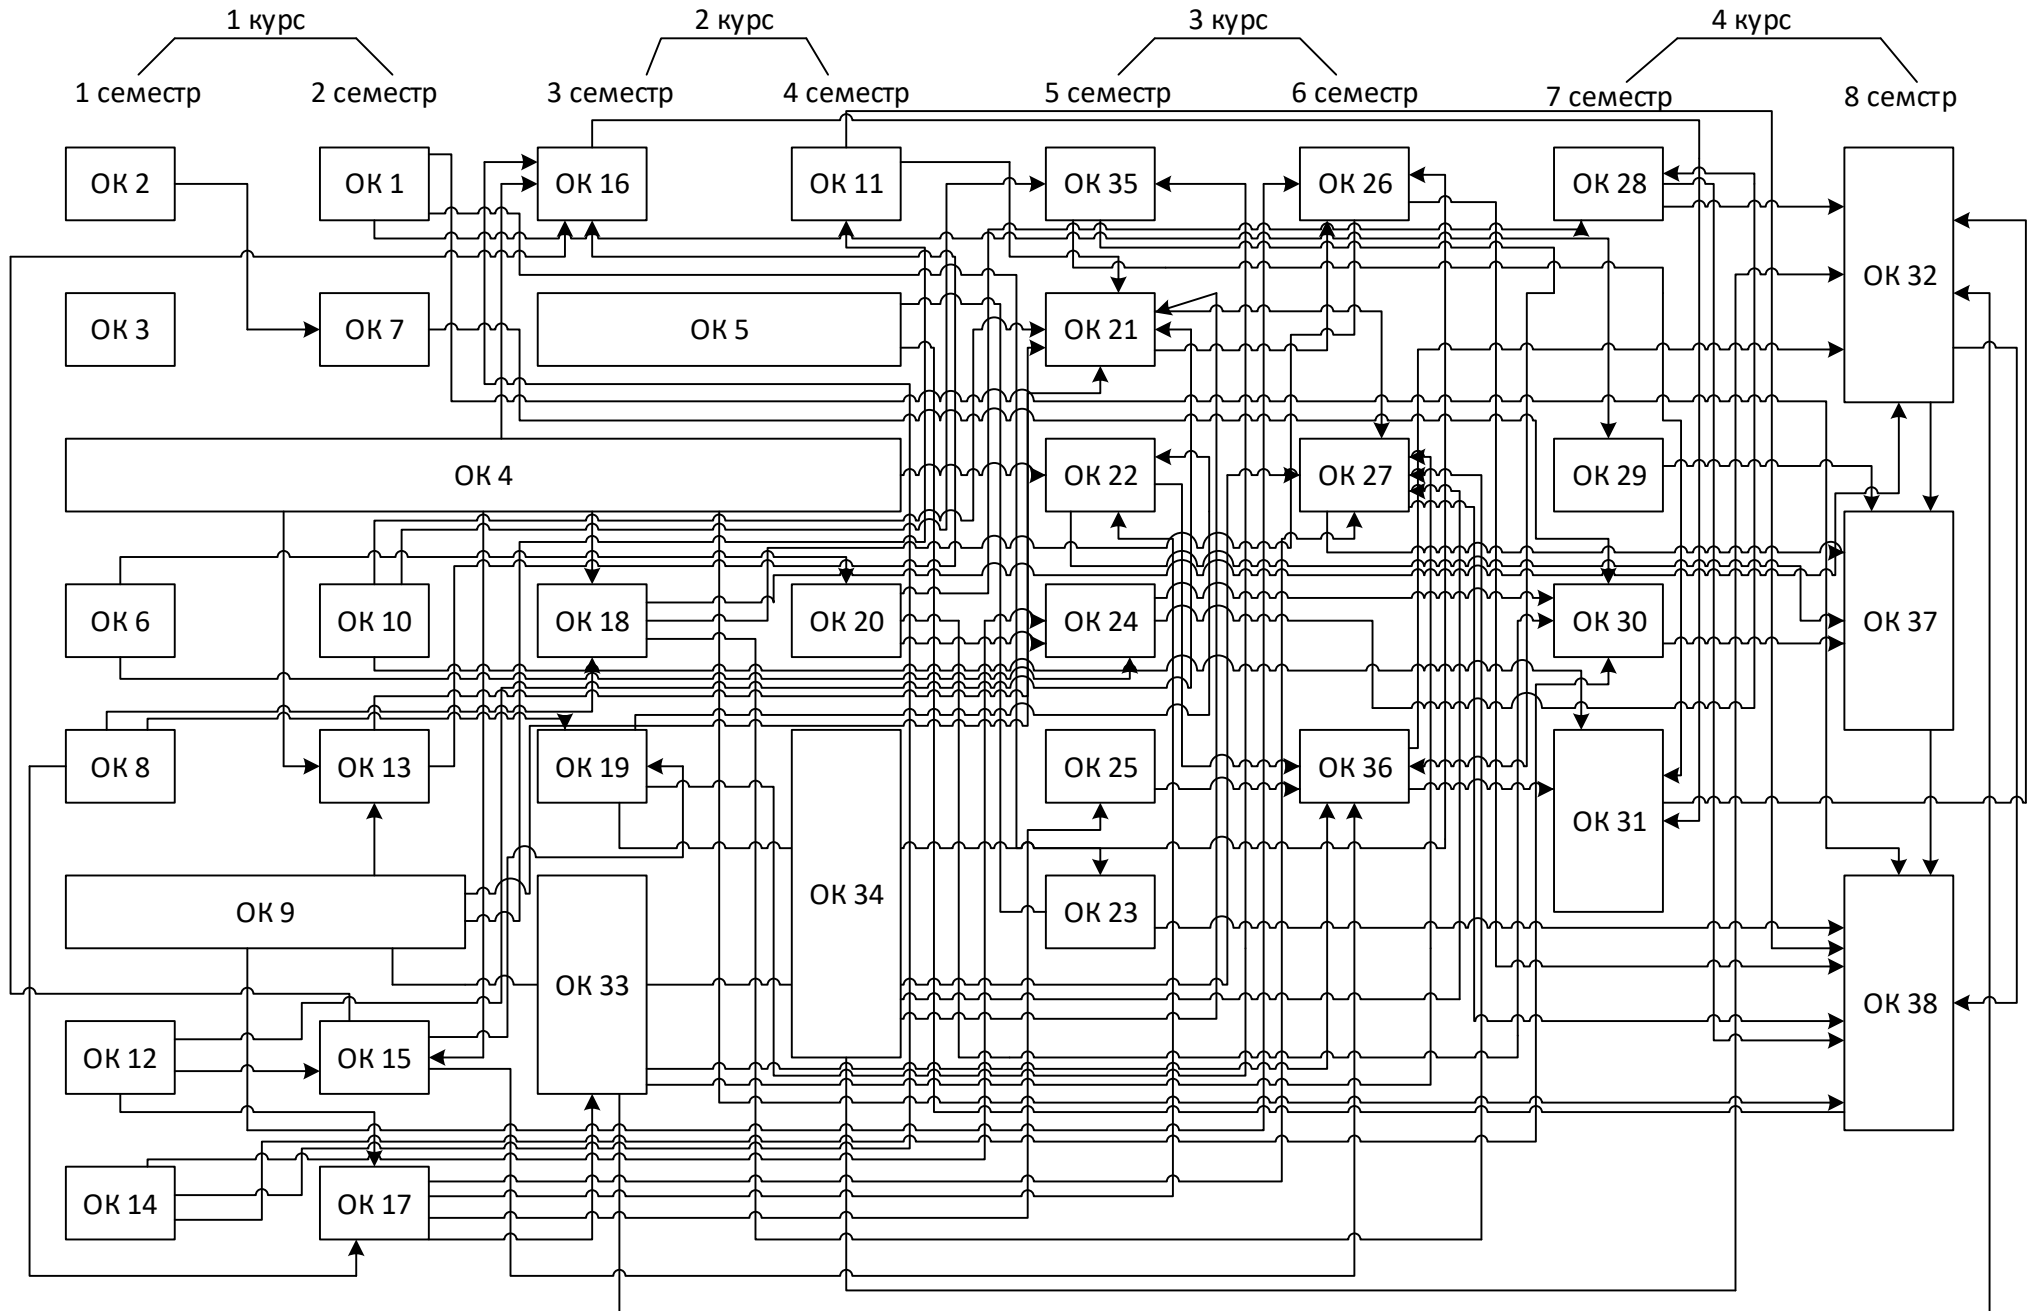 1 курс 2 курс 3 курс 4 курс
1 семестр 2 семестр 3 семестр 4 семестр 5 семестр 6 семестр 7 семестр 8 семстр
ОК 2 ОК 1 ОК 16 ОК 11 ОК 35 ОК 26 ОК 28
ОК 32
ОК 3 ОК 7 ОК 5 ОК 21
ОК 4 ОК 22 ОК 27 ОК 29
ОК 6 ОК 10 ОК 18 ОК 20 ОК 24 ОК 30 ОК 37
ОК 8 ОК 13 ОК 19 ОК 25 ОК 36
ОК 31
ОК 9 ОК 34 ОК 23
ОК 33 ОК 38
ОК 12 ОК 15
ОК 14 ОК 17